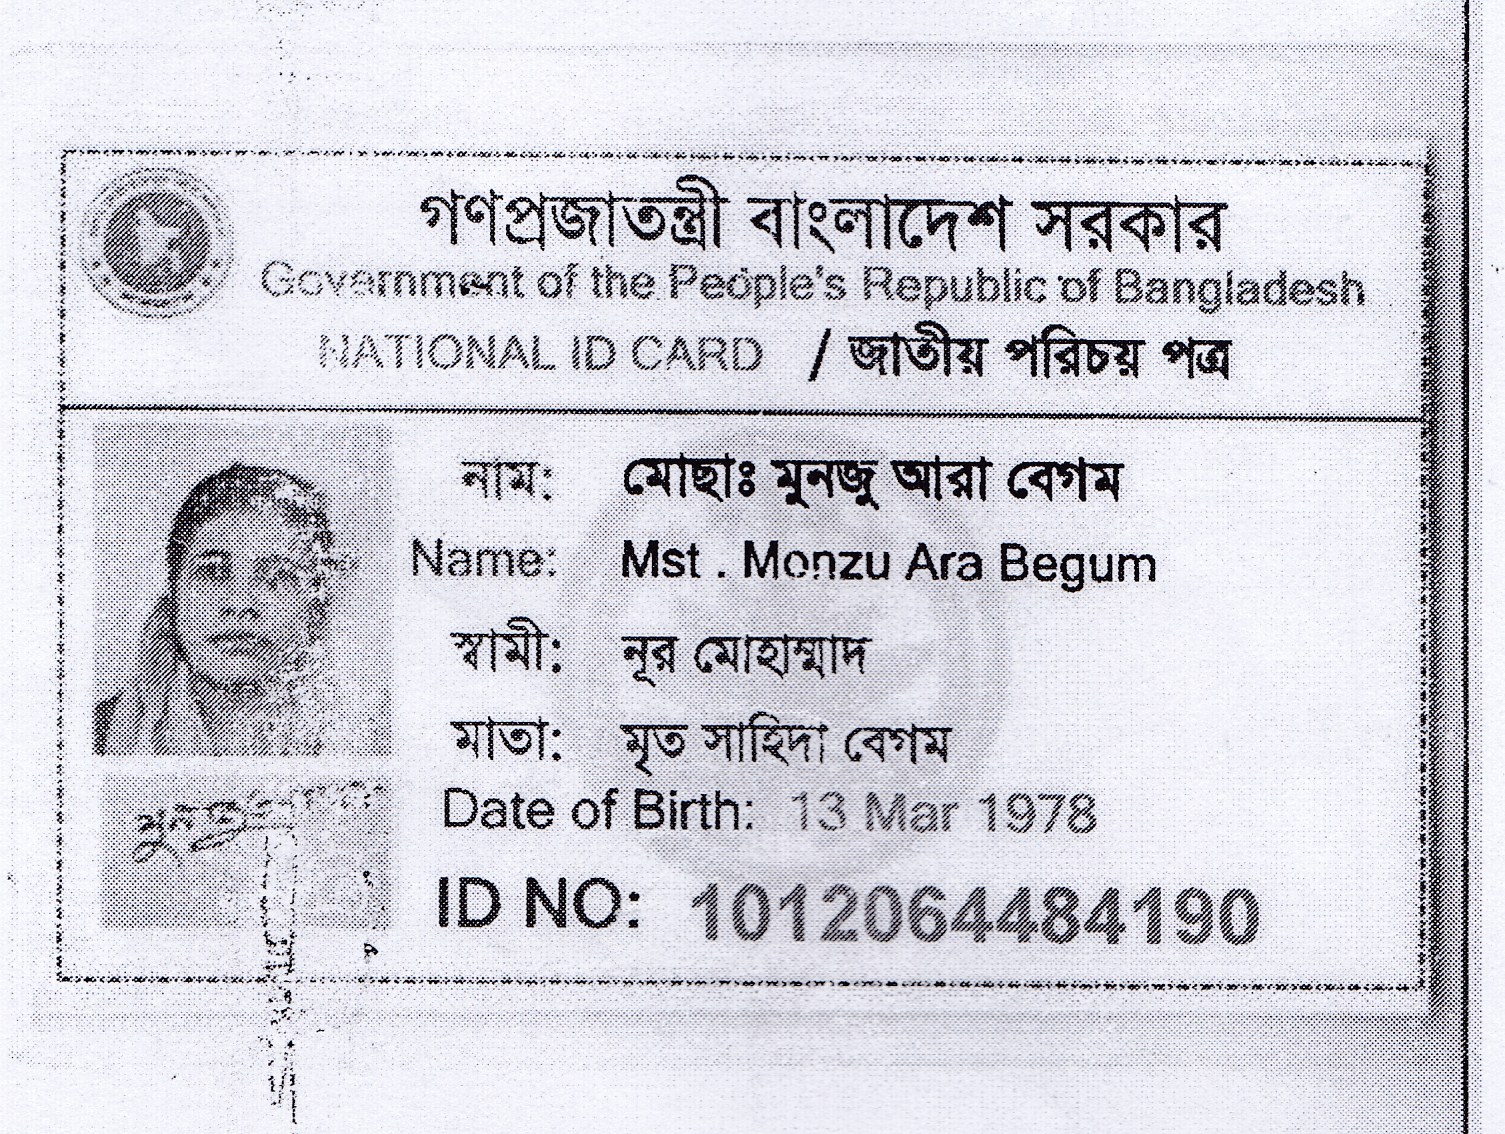 গণপ্রজাতন্ত্রী বাংলাদেশ সরকার
Government of the People's Republic of Bangladesh
NATIONAL ID CARD / জাতীয় পরিচয় পত্র
নাম: মোছাঃ মুনজু আরা বেগম
Name: Mst . Monzu Ara Begum
স্বামী: নূর মোহাম্মাদ
মাতা: মৃত সাহিদা বেগম
Date of Birth: 13 Mar 1978
ID NO: 1012064484190